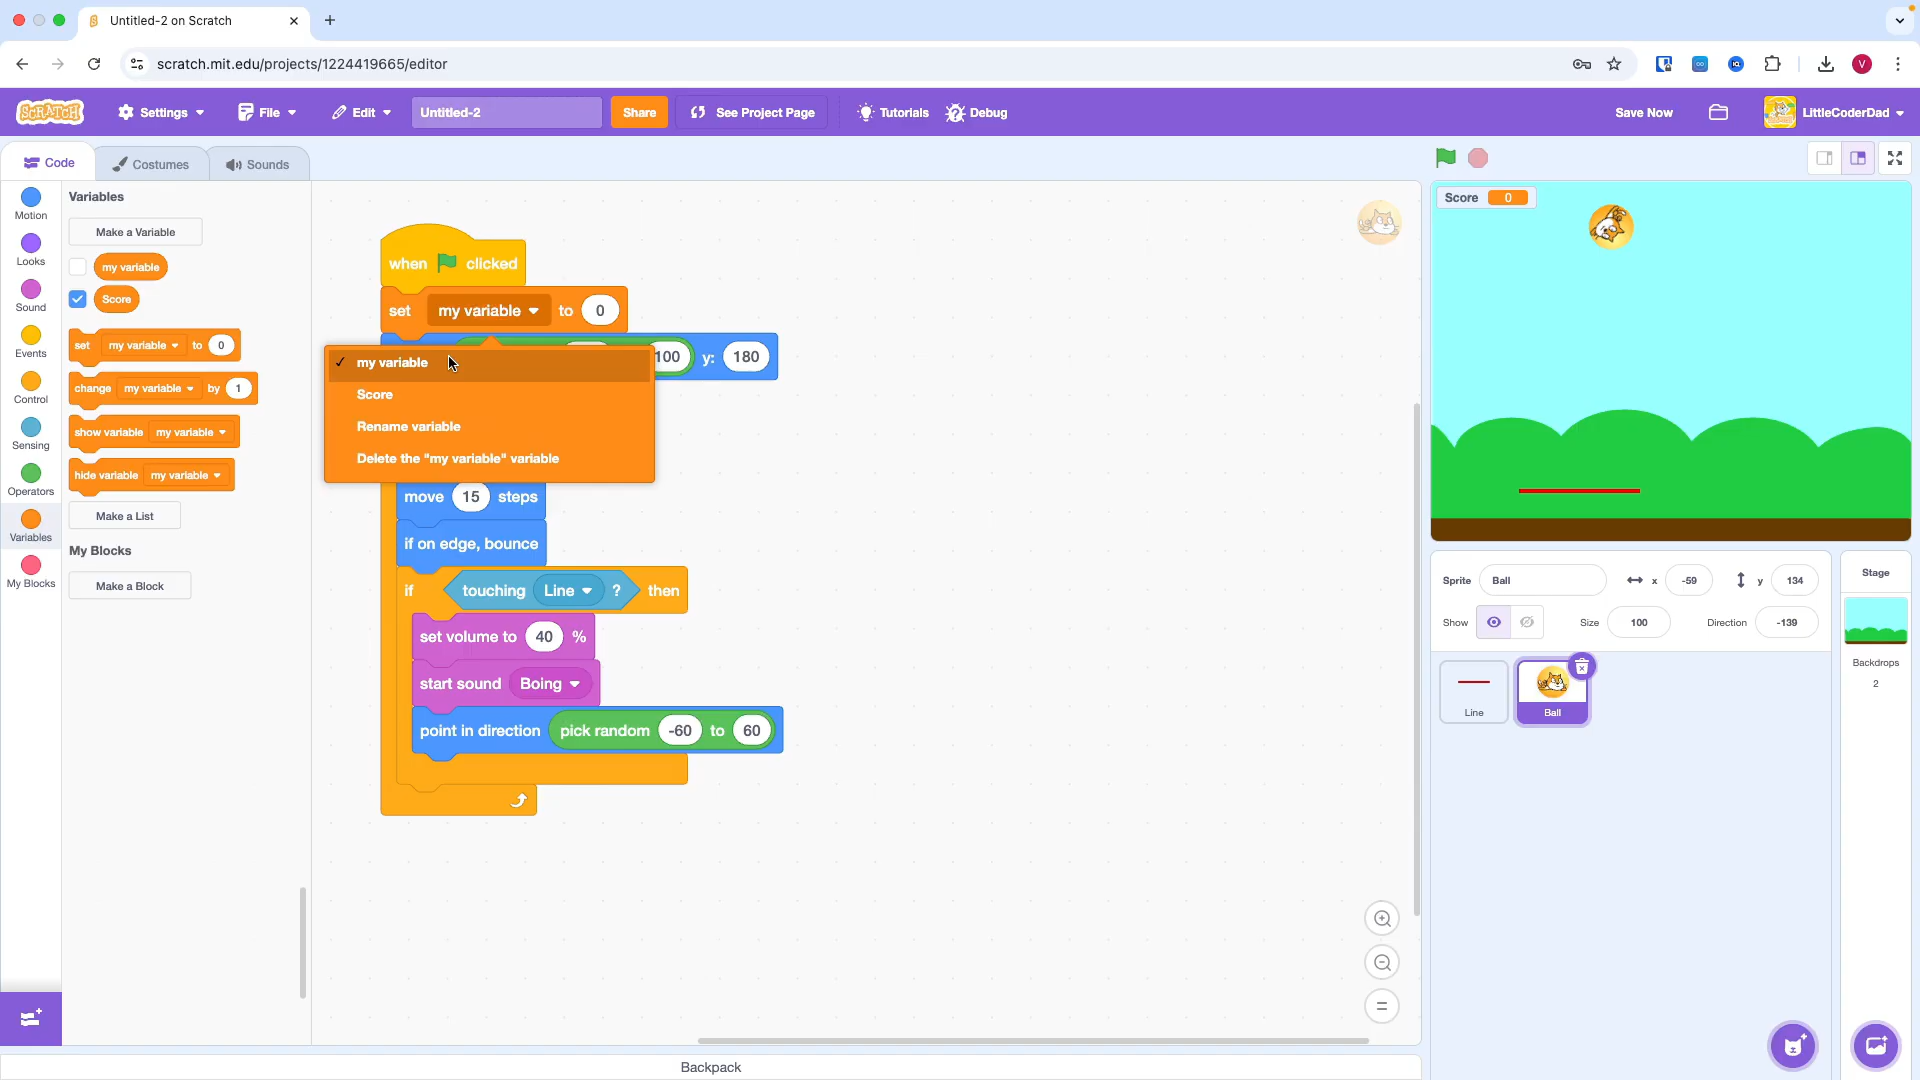 Untitled-2 on Scratch
scratch.mit.edu/projects/1224419665/editor
V
SCRATCH
Settings
File
Edit
Untitled-2
Share
See Project Page
Tutorials
Debug
Save Now
LittleCoderDad
Code
Costumes
Sounds
Motion
Looks
Sound
Events
Control
Sensing
Operators
Variables
My Blocks
Variables
Make a Variable
my variable
Score
set my variable to 0
change my variable by 1
show variable my variable
hide variable my variable
Make a List
My Blocks
Make a Block
when clicked
set my variable to 0
100 y: 180
my variable
Score
Rename variable
Delete the "my variable" variable
move 15 steps
if on edge, bounce
if touching Line ? then
set volume to 40 %
start sound Boing
point in direction pick random -60 to 60
Score 0
Sprite Ball x -59 y 134
Show Size 100 Direction -139
Line
Ball
Stage
Backdrops
2
Backpack